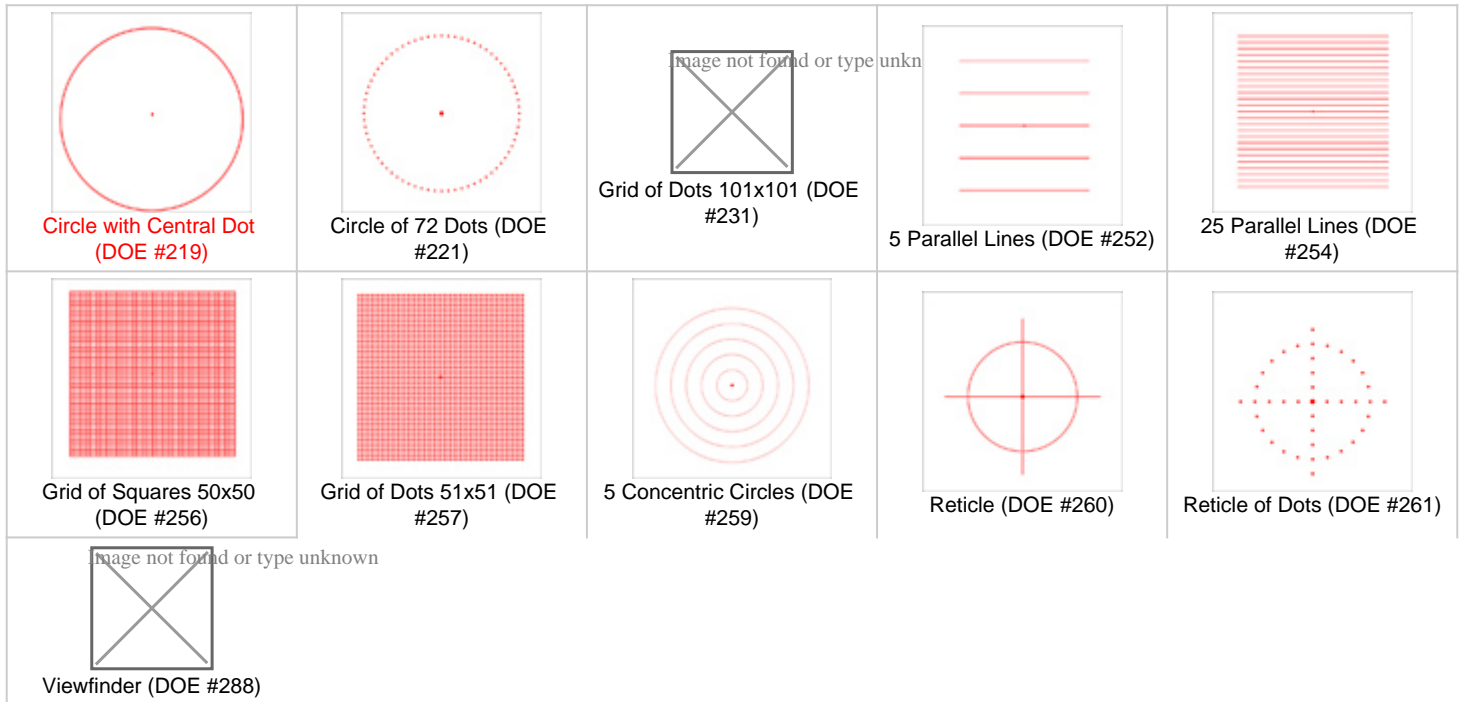 Image not found or type unkn
Circle with Central Dot
(DOE #219)
Circle of 72 Dots (DOE
#221)
Grid of Dots 101x101 (DOE
#231)
5 Parallel Lines (DOE #252)
25 Parallel Lines (DOE
#254)
Grid of Squares 50x50
(DOE #256)
Grid of Dots 51x51 (DOE
#257)
5 Concentric Circles (DOE
#259)
Reticle (DOE #260)
Reticle of Dots (DOE #261)
Image not found or type unknown
Viewfinder (DOE #288)